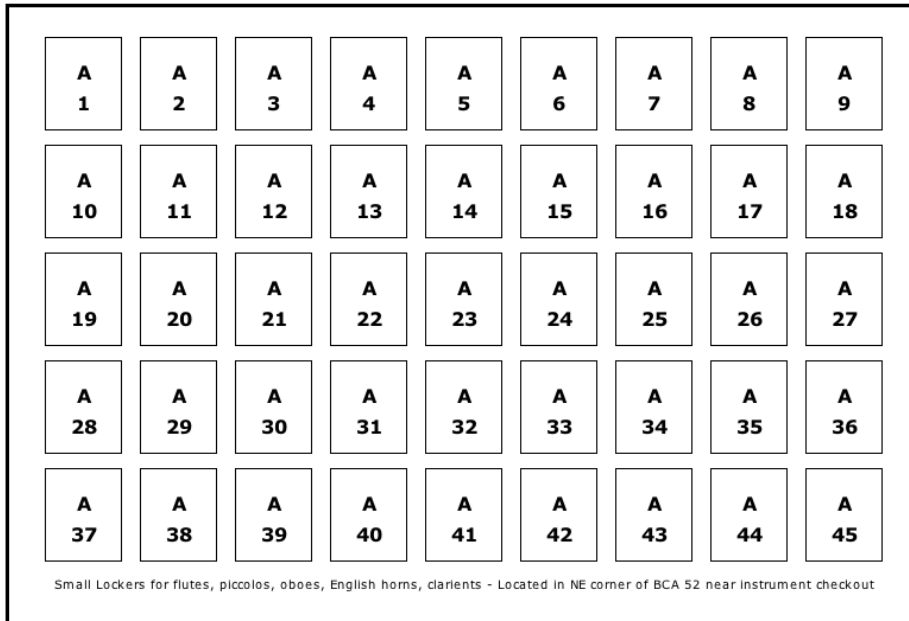 A A A A A A A A A
1 2 3 4 5 6 7 8 9
A A A A A A A A A
10 11 12 13 14 15 16 17 18
A A A A A A A A A
19 20 21 22 23 24 25 26 27
A A A A A A A A A
28 29 30 31 32 33 34 35 36
A A A A A A A A A
37 38 39 40 41 42 43 44 45
Small Lockers for flutes, piccolos, oboes, English horns, clarients - Located in NE corner of BCA 52 near instrument checkout